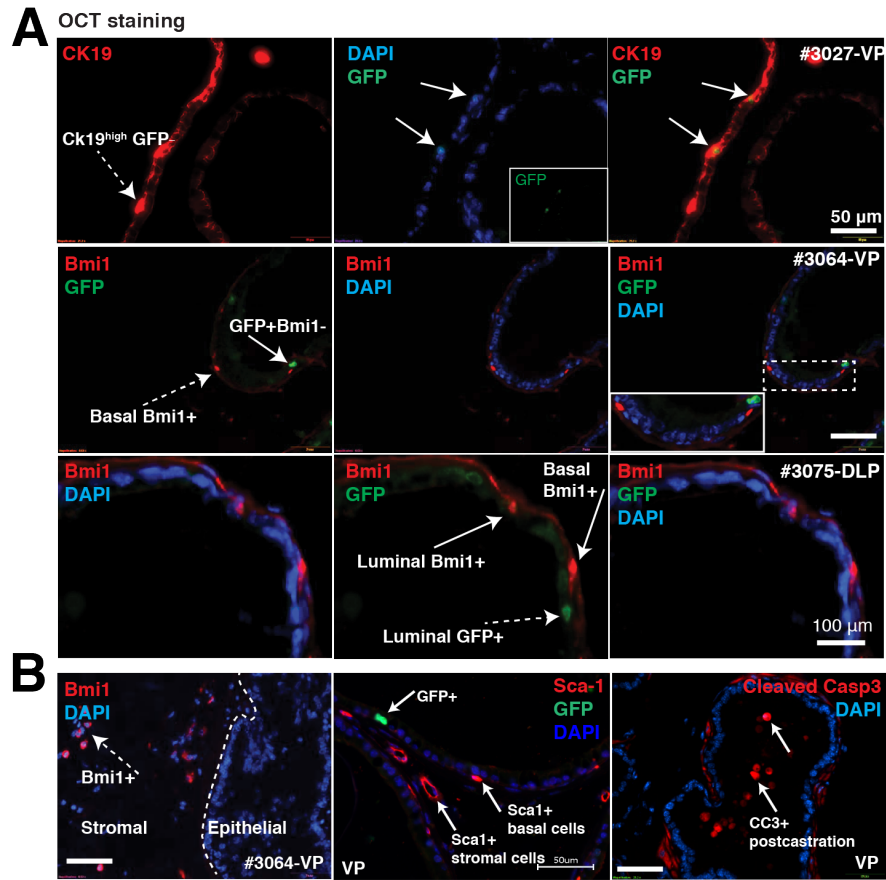 A
OCT staining
CK19
Ck19high GFP-
DAPI
GFP
GFP
CK19
GFP
#3027-VP
50 µm
Bmi1
GFP
GFP+Bmi1-
Basal Bmi1+
Bmi1
DAPI
Bmi1
GFP
DAPI
#3064-VP
Bmi1
DAPI
Bmi1
GFP
Basal
Bmi1+
Luminal Bmi1+
Luminal GFP+
Bmi1
GFP
DAPI
#3075-DLP
100 µm
B
Bmi1
DAPI
Bmi1+
Stromal
Epithelial
#3064-VP
Sca-1
GFP
DAPI
GFP+
Sca1+
basal cells
Sca1+
stromal cells
VP
50um
Cleaved Casp3
DAPI
CC3+
postcastration
VP